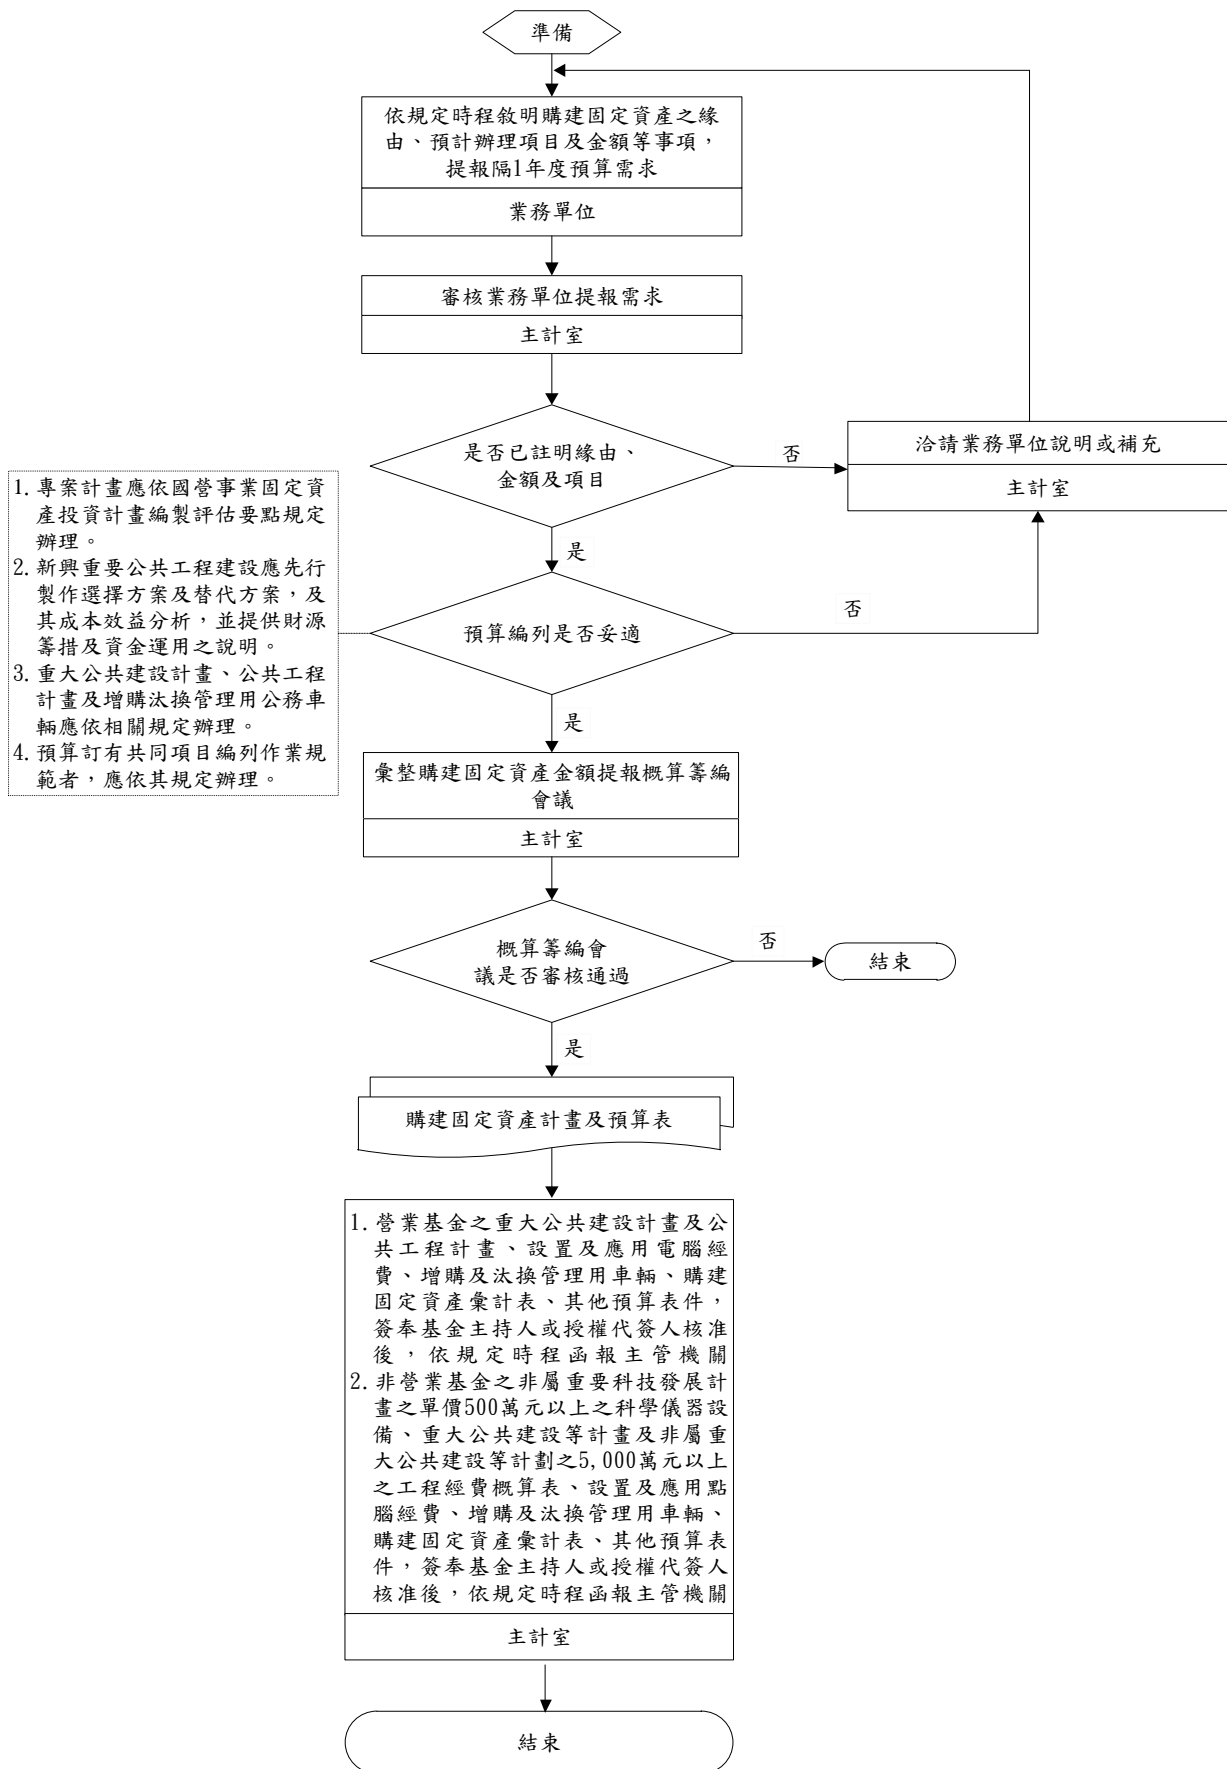 準備
依規定時程敘明購建固定資產之緣
由、預計辦理項目及金額等事項，
提報隔1年度預算需求
業務單位
審核業務單位提報需求
主計室
是否已註明緣由、
金額及項目
否
洽請業務單位說明或補充
主計室
是
1. 專案計畫應依國營事業固定資
產投資計畫編製評估要點規定
辦理。
2. 新興重要公共工程建設應先行
製作選擇方案及替代方案，及
其成本效益分析，並提供財源
籌措及資金運用之說明。
3. 重大公共建設計畫、公共工程
計畫及增購汰換管理用公務車
輛應依相關規定辦理。
4. 預算訂有共同項目編列作業規
範者，應依其規定辦理。
預算編列是否妥適
否
是
彙整購建固定資產金額提報概算籌編
會議
主計室
概算籌編會
議是否審核通過
否
結束
是
購建固定資產計畫及預算表
1. 營業基金之重大公共建設計畫及公
共工程計畫、設置及應用電腦經
費、增購及汰換管理用車輛、購建
固定資產彙計表、其他預算表件，
簽奉基金主持人或授權代簽人核准
後，依規定時程函報主管機關
2. 非營業基金之非屬重要科技發展計
畫之單價500萬元以上之科學儀器設
備、重大公共建設等計畫及非屬重
大公共建設等計劃之5,000萬元以上
之工程經費概算表、設置及應用點
腦經費、增購及汰換管理用車輛、
購建固定資產彙計表、其他預算表
件，簽奉基金主持人或授權代簽人
核准後，依規定時程函報主管機關
主計室
結束